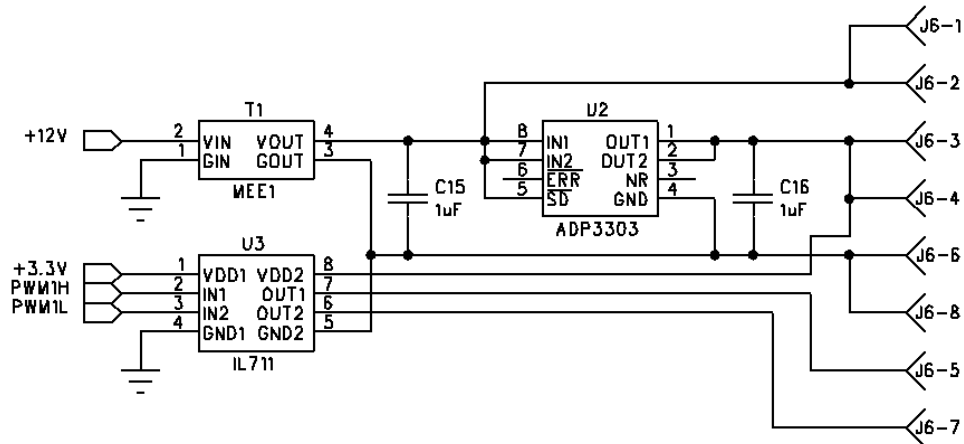 J6-1
J6-2
T1
U2
+12V
2 VIN VOUT 4
1 GIN GOUT 3
MEE1
8 IN1 OUT1 1
7 IN2 OUT2 2
6 ERR NR 3
5 SD GND 4
ADP3303
C15
1uF
C16
1uF
J6-3
J6-4
J6-6
U3
+3.3V
PWM1H
PWM1L
1 VDD1 VDD2 8
2 IN1 OUT1 7
3 IN2 OUT2 6
4 GND1 GND2 5
IL711
J6-8
J6-5
J6-7